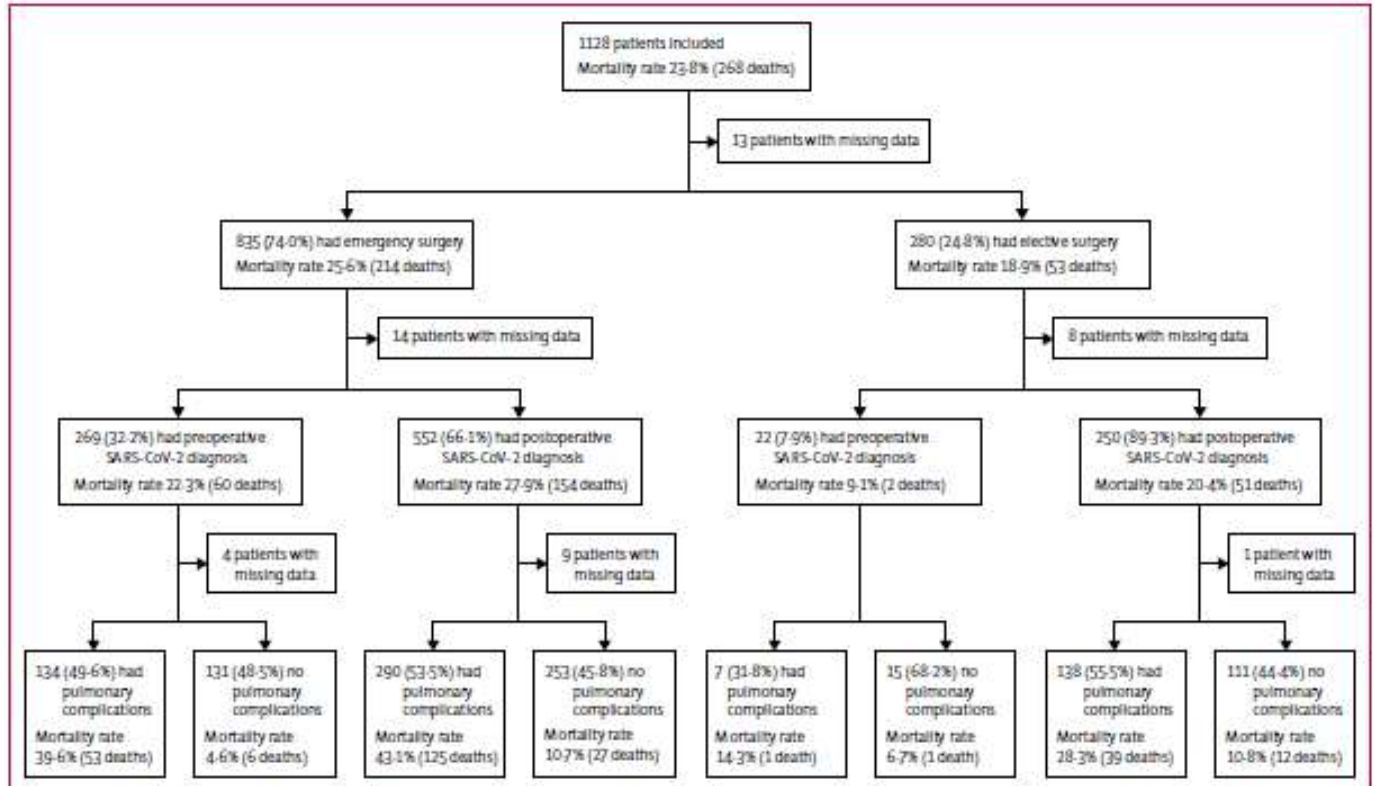 1128 patients included
Mortality rate 23·8% (268 deaths)
13 patients with missing data
835 (74·0%) had emergency surgery
Mortality rate 25·6% (214 deaths)
280 (24·8%) had elective surgery
Mortality rate 18·9% (53 deaths)
14 patients with missing data
8 patients with missing data
269 (32·2%) had preoperative
SARS-CoV-2 diagnosis
Mortality rate 22·3% (60 deaths)
552 (66·1%) had postoperative
SARS-CoV-2 diagnosis
Mortality rate 27·9% (154 deaths)
22 (7·9%) had preoperative
SARS-CoV-2 diagnosis
Mortality rate 9·1% (2 deaths)
250 (89·3%) had postoperative
SARS-CoV-2 diagnosis
Mortality rate 20·4% (51 deaths)
4 patients with
missing data
9 patients with
missing data
1 patient with
missing data
134 (49·6%) had
pulmonary
complications
Mortality rate
39·6% (53 deaths)
131 (48·5%) no
pulmonary
complications
Mortality rate
4·6% (6 deaths)
290 (53·5%) had
pulmonary
complications
Mortality rate
43·1% (125 deaths)
253 (45·8%) no
pulmonary
complications
Mortality rate
10·7% (27 deaths)
7 (31·8%) had
pulmonary
complications
Mortality rate
14·3% (1 death)
15 (68·2%) no
pulmonary
complications
Mortality rate
6·7% (1 death)
138 (55·5%) had
pulmonary
complications
Mortality rate
28·3% (39 deaths)
111 (44·4%) no
pulmonary
complications
Mortality rate
10·8% (12 deaths)